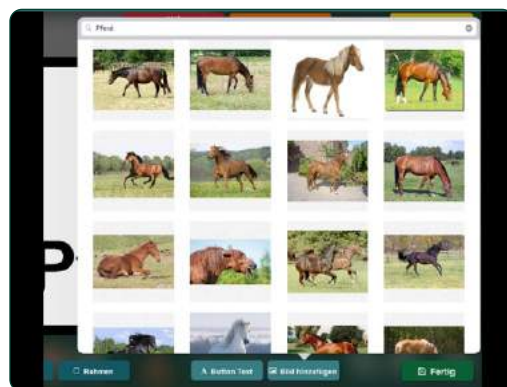 Pferd
P
Rahmen
A Button Text
Bild hinzufügen
Fertig